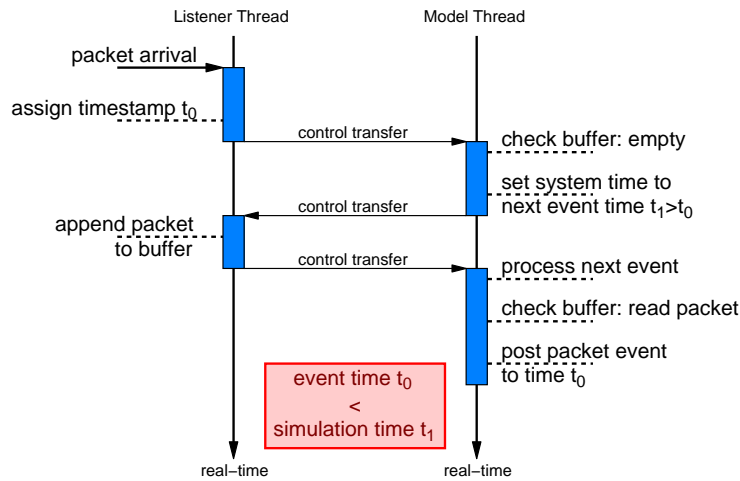 Listener Thread
Model Thread
packet arrival
assign timestamp t0
control transfer
check buffer: empty
set system time to
next event time t1>t0
control transfer
append packet
to buffer
control transfer
process next event
check buffer: read packet
post packet event
to time t0
event time t0
<
simulation time t1
real−time
real−time